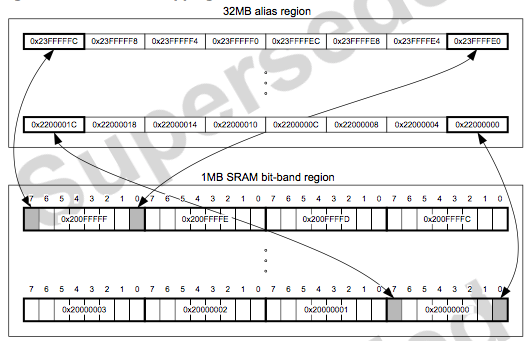 32MB alias region
0x23FFFFFC 0x23FFFFF8 0x23FFFFF4 0x23FFFFF0 0x23FFFFEC 0x23FFFFE8 0x23FFFFE4 0x23FFFFE0
0x2200001C 0x22000018 0x22000014 0x22000010 0x2200000C 0x22000008 0x22000004 0x22000000
1MB SRAM bit-band region
7 6 5 4 3 2 1 0 7 6 5 4 3 2 1 0 7 6 5 4 3 2 1 0 7 6 5 4 3 2 1 0
0x200FFFFF 0x200FFFFE 0x200FFFFD 0x200FFFFC
7 6 5 4 3 2 1 0 7 6 5 4 3 2 1 0 7 6 5 4 3 2 1 0 7 6 5 4 3 2 1 0
0x20000003 0x20000002 0x20000001 0x20000000
Superseded